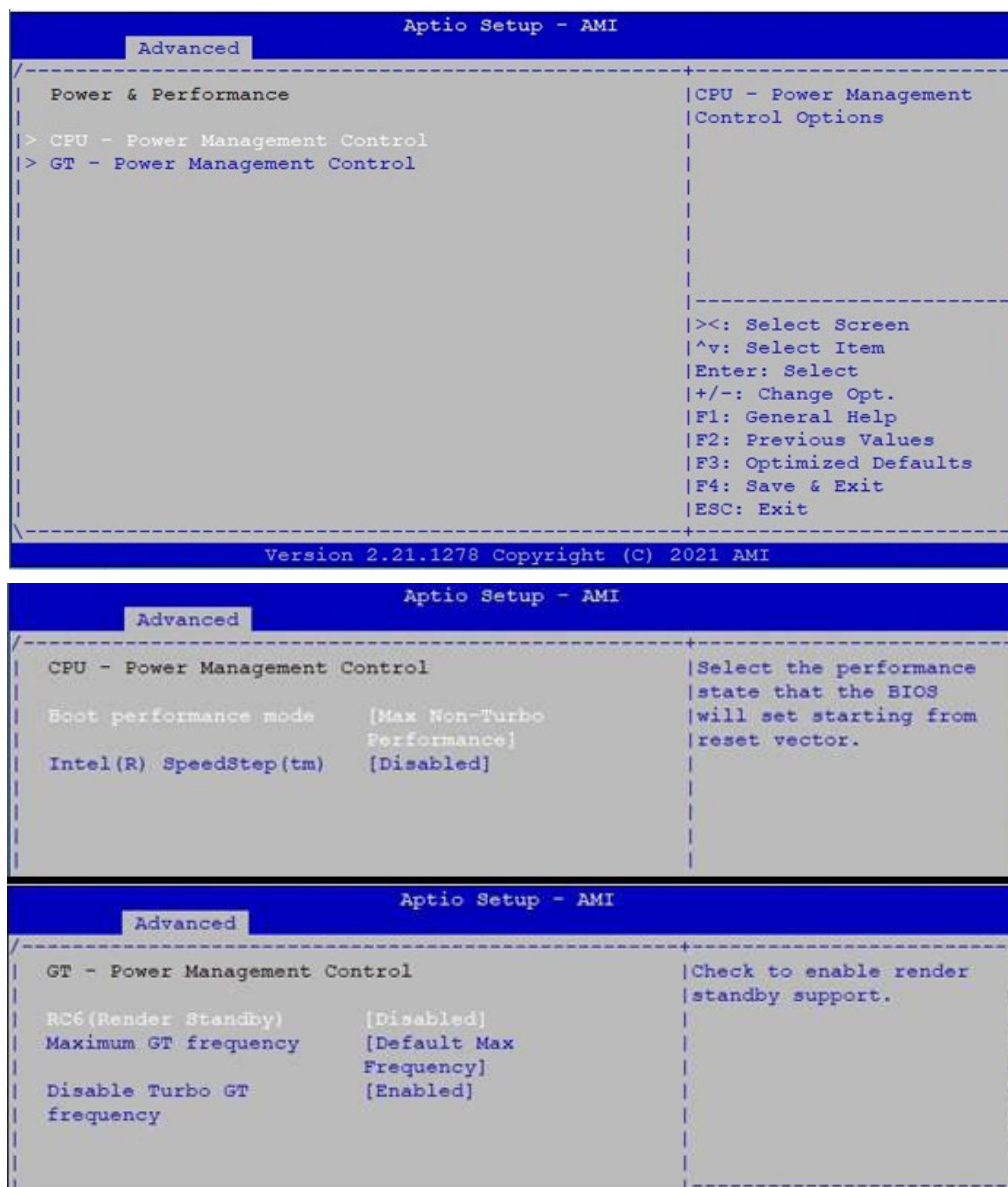 Aptio Setup - AMI
Advanced
Power & Performance
> CPU - Power Management Control
> GT - Power Management Control
CPU - Power Management
Control Options
><: Select Screen
^v: Select Item
Enter: Select
+/-: Change Opt.
F1: General Help
F2: Previous Values
F3: Optimized Defaults
F4: Save & Exit
ESC: Exit
Version 2.21.1278 Copyright (C) 2021 AMI
Aptio Setup - AMI
Advanced
CPU - Power Management Control
Boot performance mode [Max Non-Turbo
Performance]
Intel(R) SpeedStep(tm) [Disabled]
Select the performance
state that the BIOS
will set starting from
reset vector.
Aptio Setup - AMI
Advanced
GT - Power Management Control
RC6(Render Standby) [Disabled]
Maximum GT frequency [Default Max
Frequency]
Disable Turbo GT [Enabled]
frequency
Check to enable render
standby support.